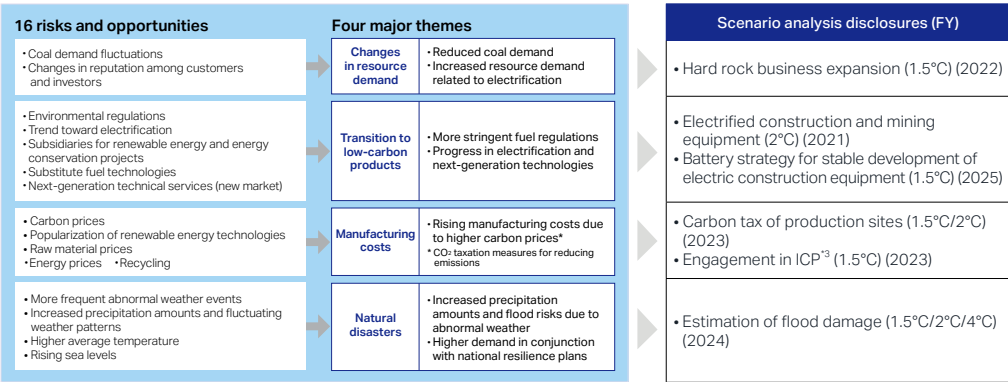 16 risks and opportunities
Four major themes
Scenario analysis disclosures (FY)
・Coal demand fluctuations
・Changes in reputation among customers
and investors
Changes
in resource
demand
・Reduced coal demand
・Increased resource demand
related to electrification
• Hard rock business expansion (1.5°C) (2022)
・Environmental regulations
・Trend toward electrification
・Subsidiaries for renewable energy and energy
conservation projects
・Substitute fuel technologies
・Next-generation technical services (new market)
Transition to
low-carbon
products
・More stringent fuel regulations
・Progress in electrification and
next-generation technologies
• Electrified construction and mining
equipment (2°C) (2021)
• Battery strategy for stable development of
electric construction equipment (1.5°C) (2025)
• Carbon prices
• Popularization of renewable energy technologies
• Raw material prices
・Energy prices ・Recycling
Manufacturing
costs
・Rising manufacturing costs due
to higher carbon prices*
* CO₂ taxation measures for reducing
emissions
• Carbon tax of production sites (1.5°C/2°C)
(2023)
• Engagement in ICP*3 (1.5°C) (2023)
• More frequent abnormal weather events
• Increased precipitation amounts and fluctuating
weather patterns
• Higher average temperature
• Rising sea levels
Natural
disasters
・Increased precipitation
amounts and flood risks due to
abnormal weather
・Higher demand in conjunction
with national resilience plans
• Estimation of flood damage (1.5°C/2°C/4°C)
(2024)